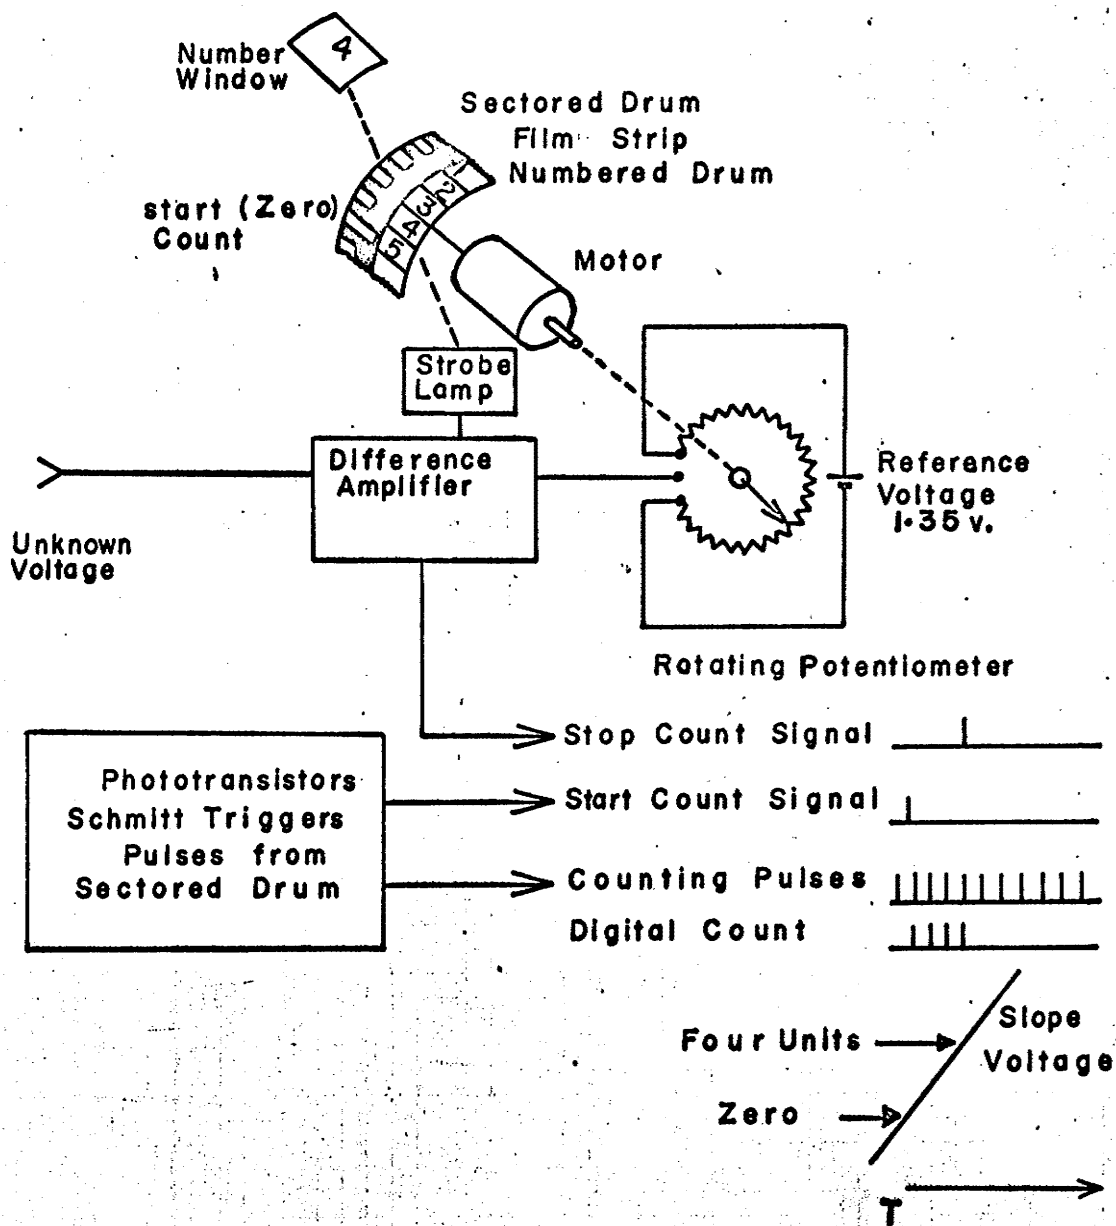 Number
Window
4
Sectored Drum
Film Strip
Numbered Drum
start (Zero)
Count
2
3
4
5
Motor
Strobe
Lamp
Difference
Amplifier
Reference
Voltage
1.35 v.
Unknown
Voltage
Rotating Potentiometer
Stop Count Signal
Phototransistors
Schmitt Triggers
Pulses from
Sectored Drum
Start Count Signal
Counting Pulses
Digital Count
Slope
Voltage
Four Units
Zero
T